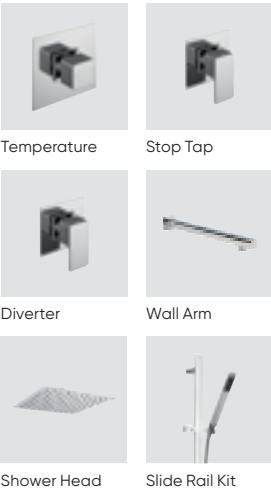 Temperature
Stop Tap
Diverter
Wall Arm
Shower Head
Slide Rail Kit